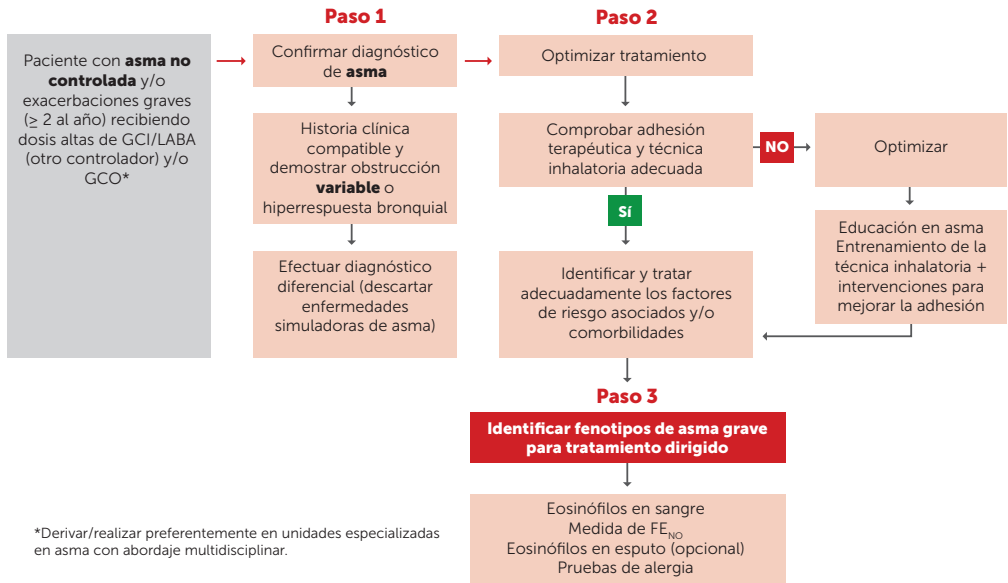 Paciente con asma no
controlada y/o
exacerbaciones graves
(≥ 2 al año) recibiendo
dosis altas de GCI/LABA
(otro controlador) y/o
GCO*
Paso 1
Confirmar diagnóstico
de asma
Historia clínica
compatible y
demostrar obstrucción
variable o
hiperrespuesta bronquial
Efectuar diagnóstico
diferencial (descartar
enfermedades
simuladoras de asma)
Paso 2
Optimizar tratamiento
Comprobar adhesión
terapéutica y técnica
inhalatoria adecuada
NO
Optimizar
Educación en asma
Entrenamiento de la
técnica inhalatoria +
intervenciones para
mejorar la adhesión
Sí
Identificar y tratar
adecuadamente los factores
de riesgo asociados y/o
comorbilidades
Paso 3
Identificar fenotipos de asma grave
para tratamiento dirigido
Eosinófilos en sangre
Medida de FE<sub>NO</sub>
Eosinófilos en esputo (opcional)
Pruebas de alergia
*Derivar/realizar preferentemente en unidades especializadas
en asma con abordaje multidisciplinar.